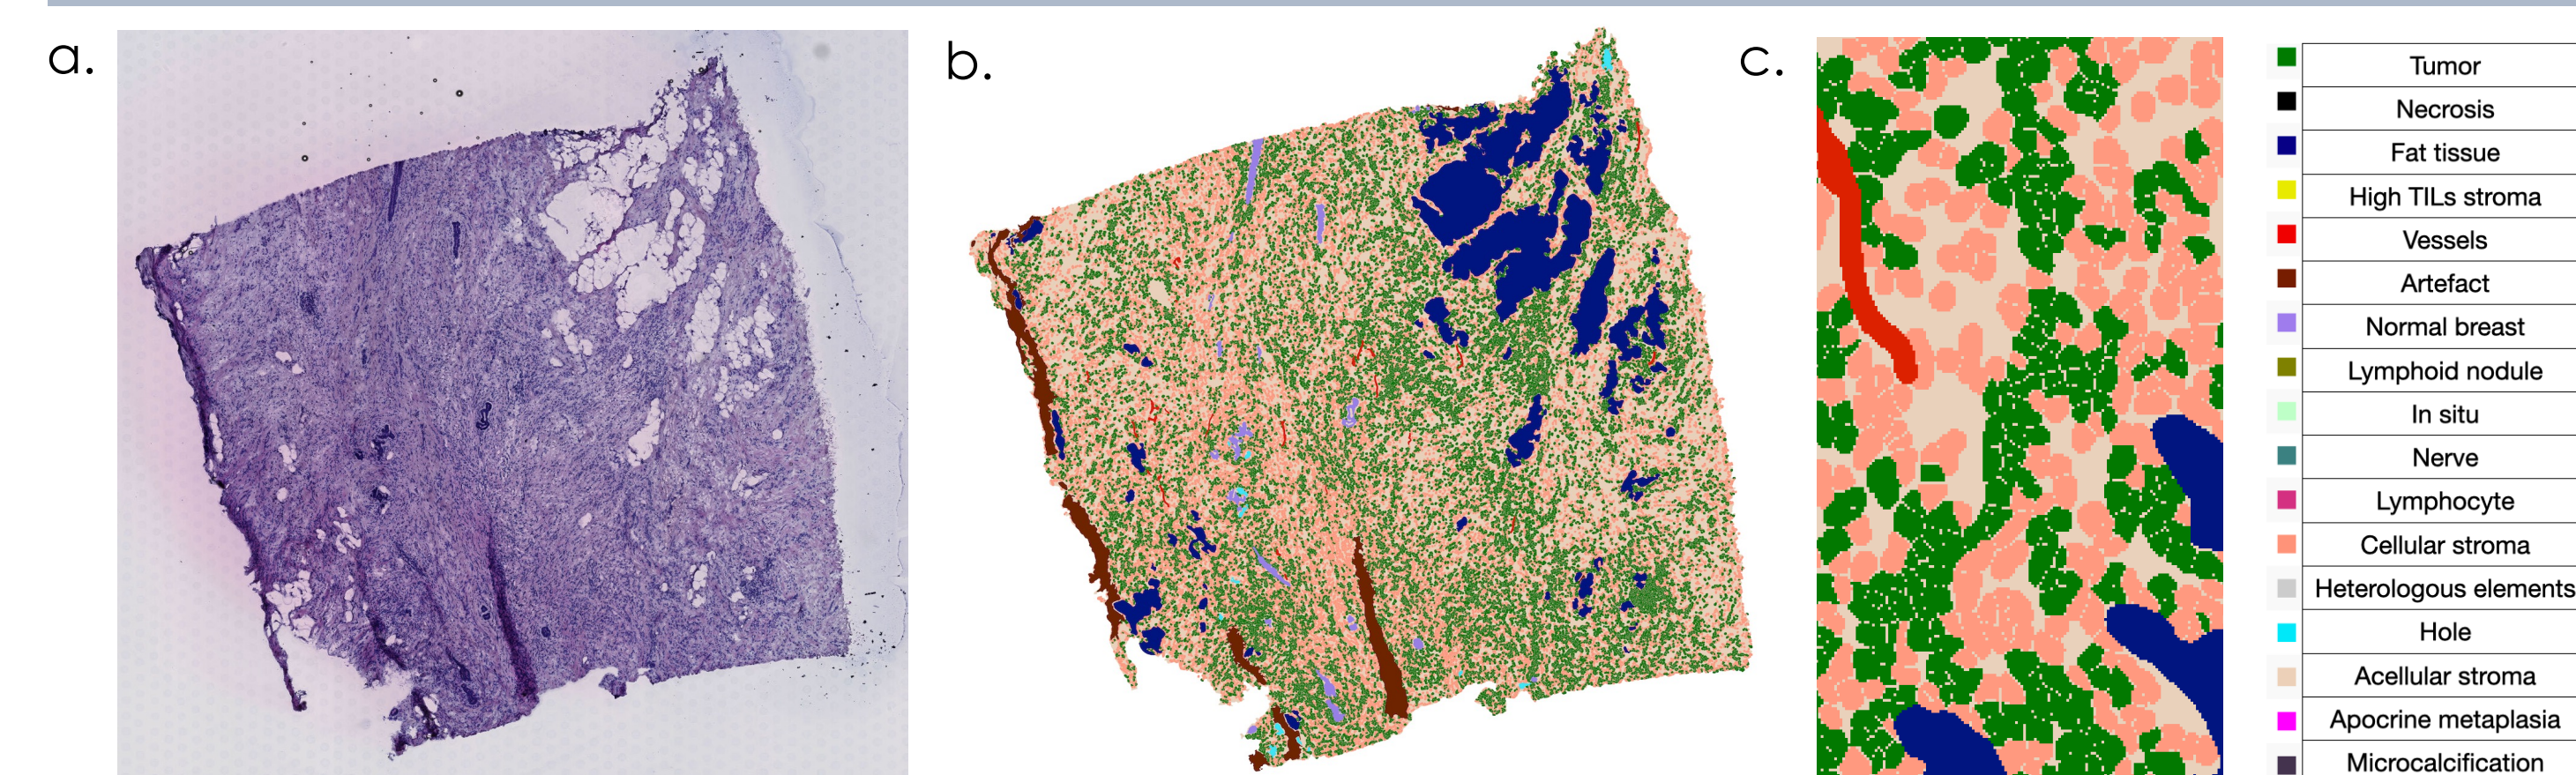 a.
b.
c.
Tumor
Necrosis
Fat tissue
High TILs stroma
Vessels
Artefact
Normal breast
Lymphoid nodule
In situ
Nerve
Lymphocyte
Cellular stroma
Heterologous elements
Hole
Acellular stroma
Apocrine metaplasia
Microcalcification